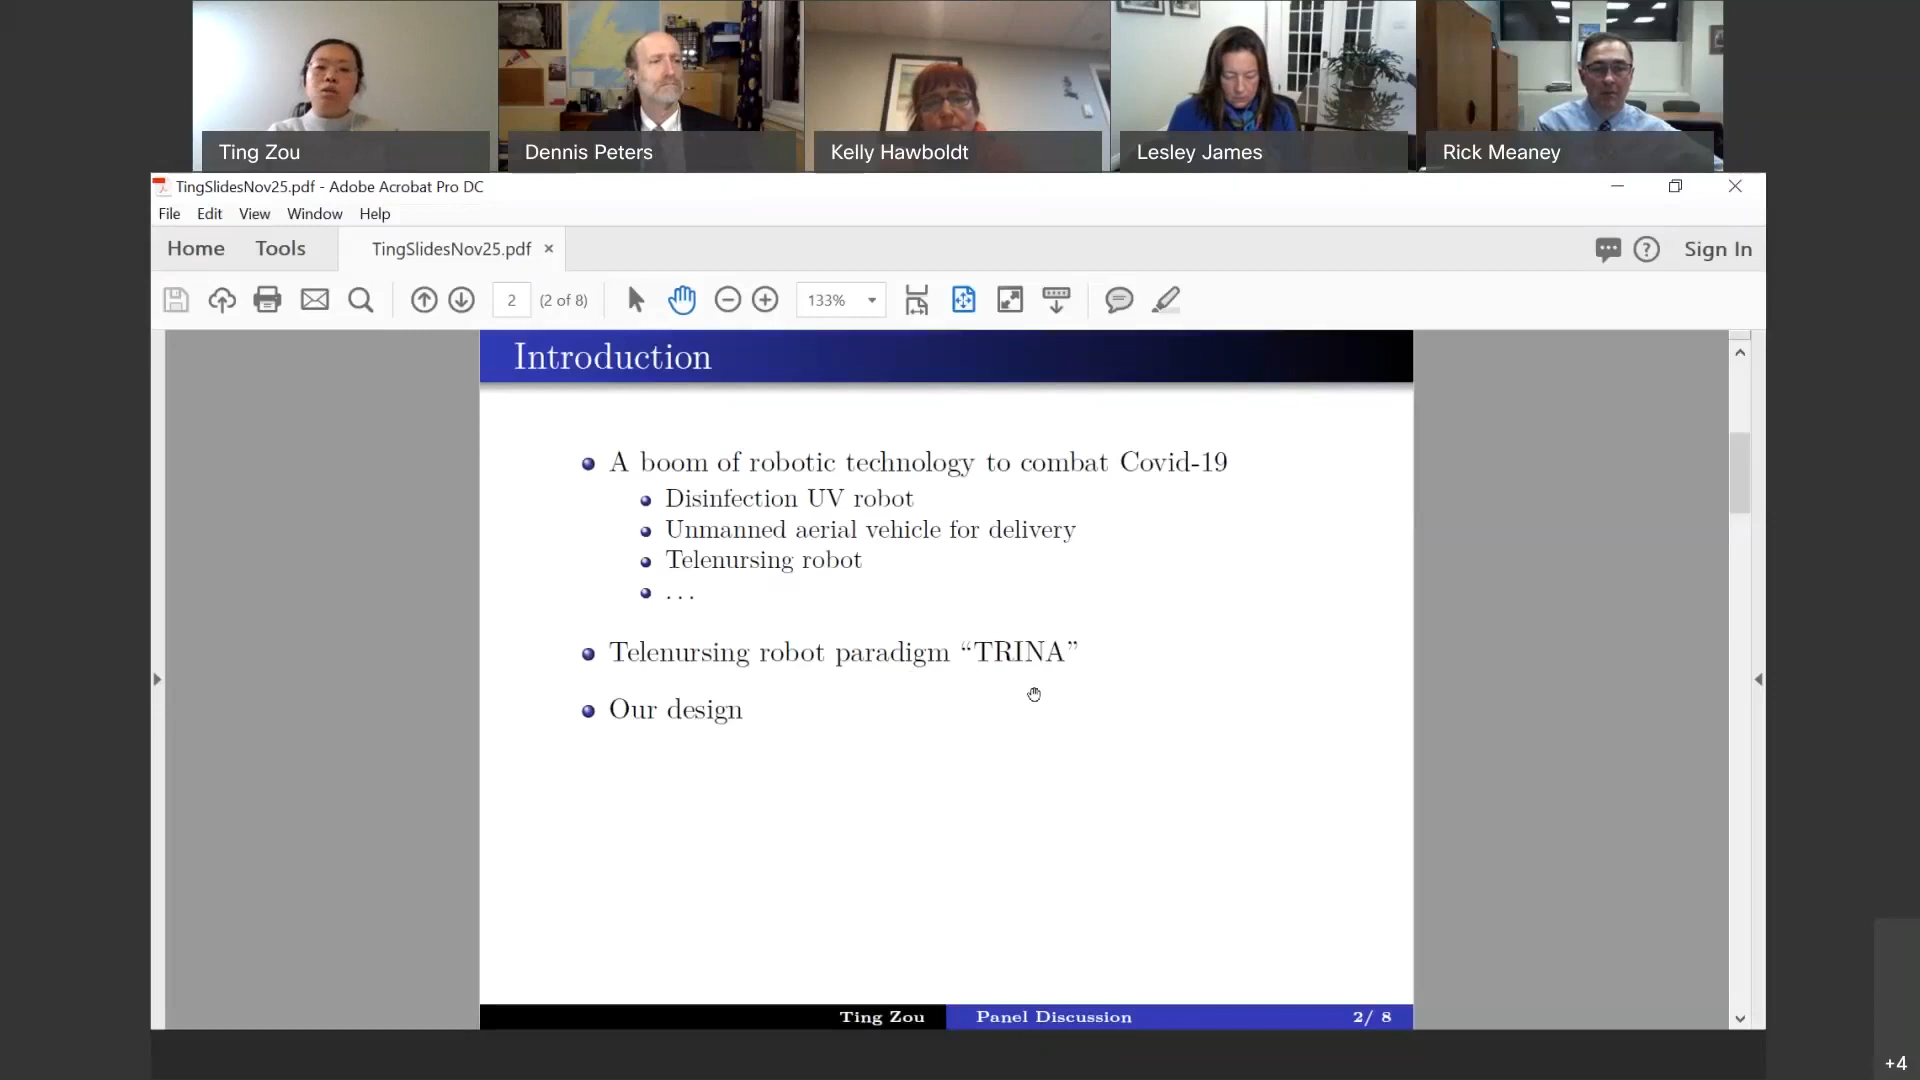 Ting Zou
Dennis Peters
Kelly Hawboldt
Lesley James
Rick Meaney
TingSlidesNov25.pdf - Adobe Acrobat Pro DC
File Edit View Window Help
Home Tools TingSlidesNov25.pdf × Sign In
2 (2 of 8) 133%
Introduction
A boom of robotic technology to combat Covid-19
Disinfection UV robot
Unmanned aerial vehicle for delivery
Telenursing robot
. . .
Telenursing robot paradigm “TRINA”
Our design
Ting Zou Panel Discussion 2/ 8
+4